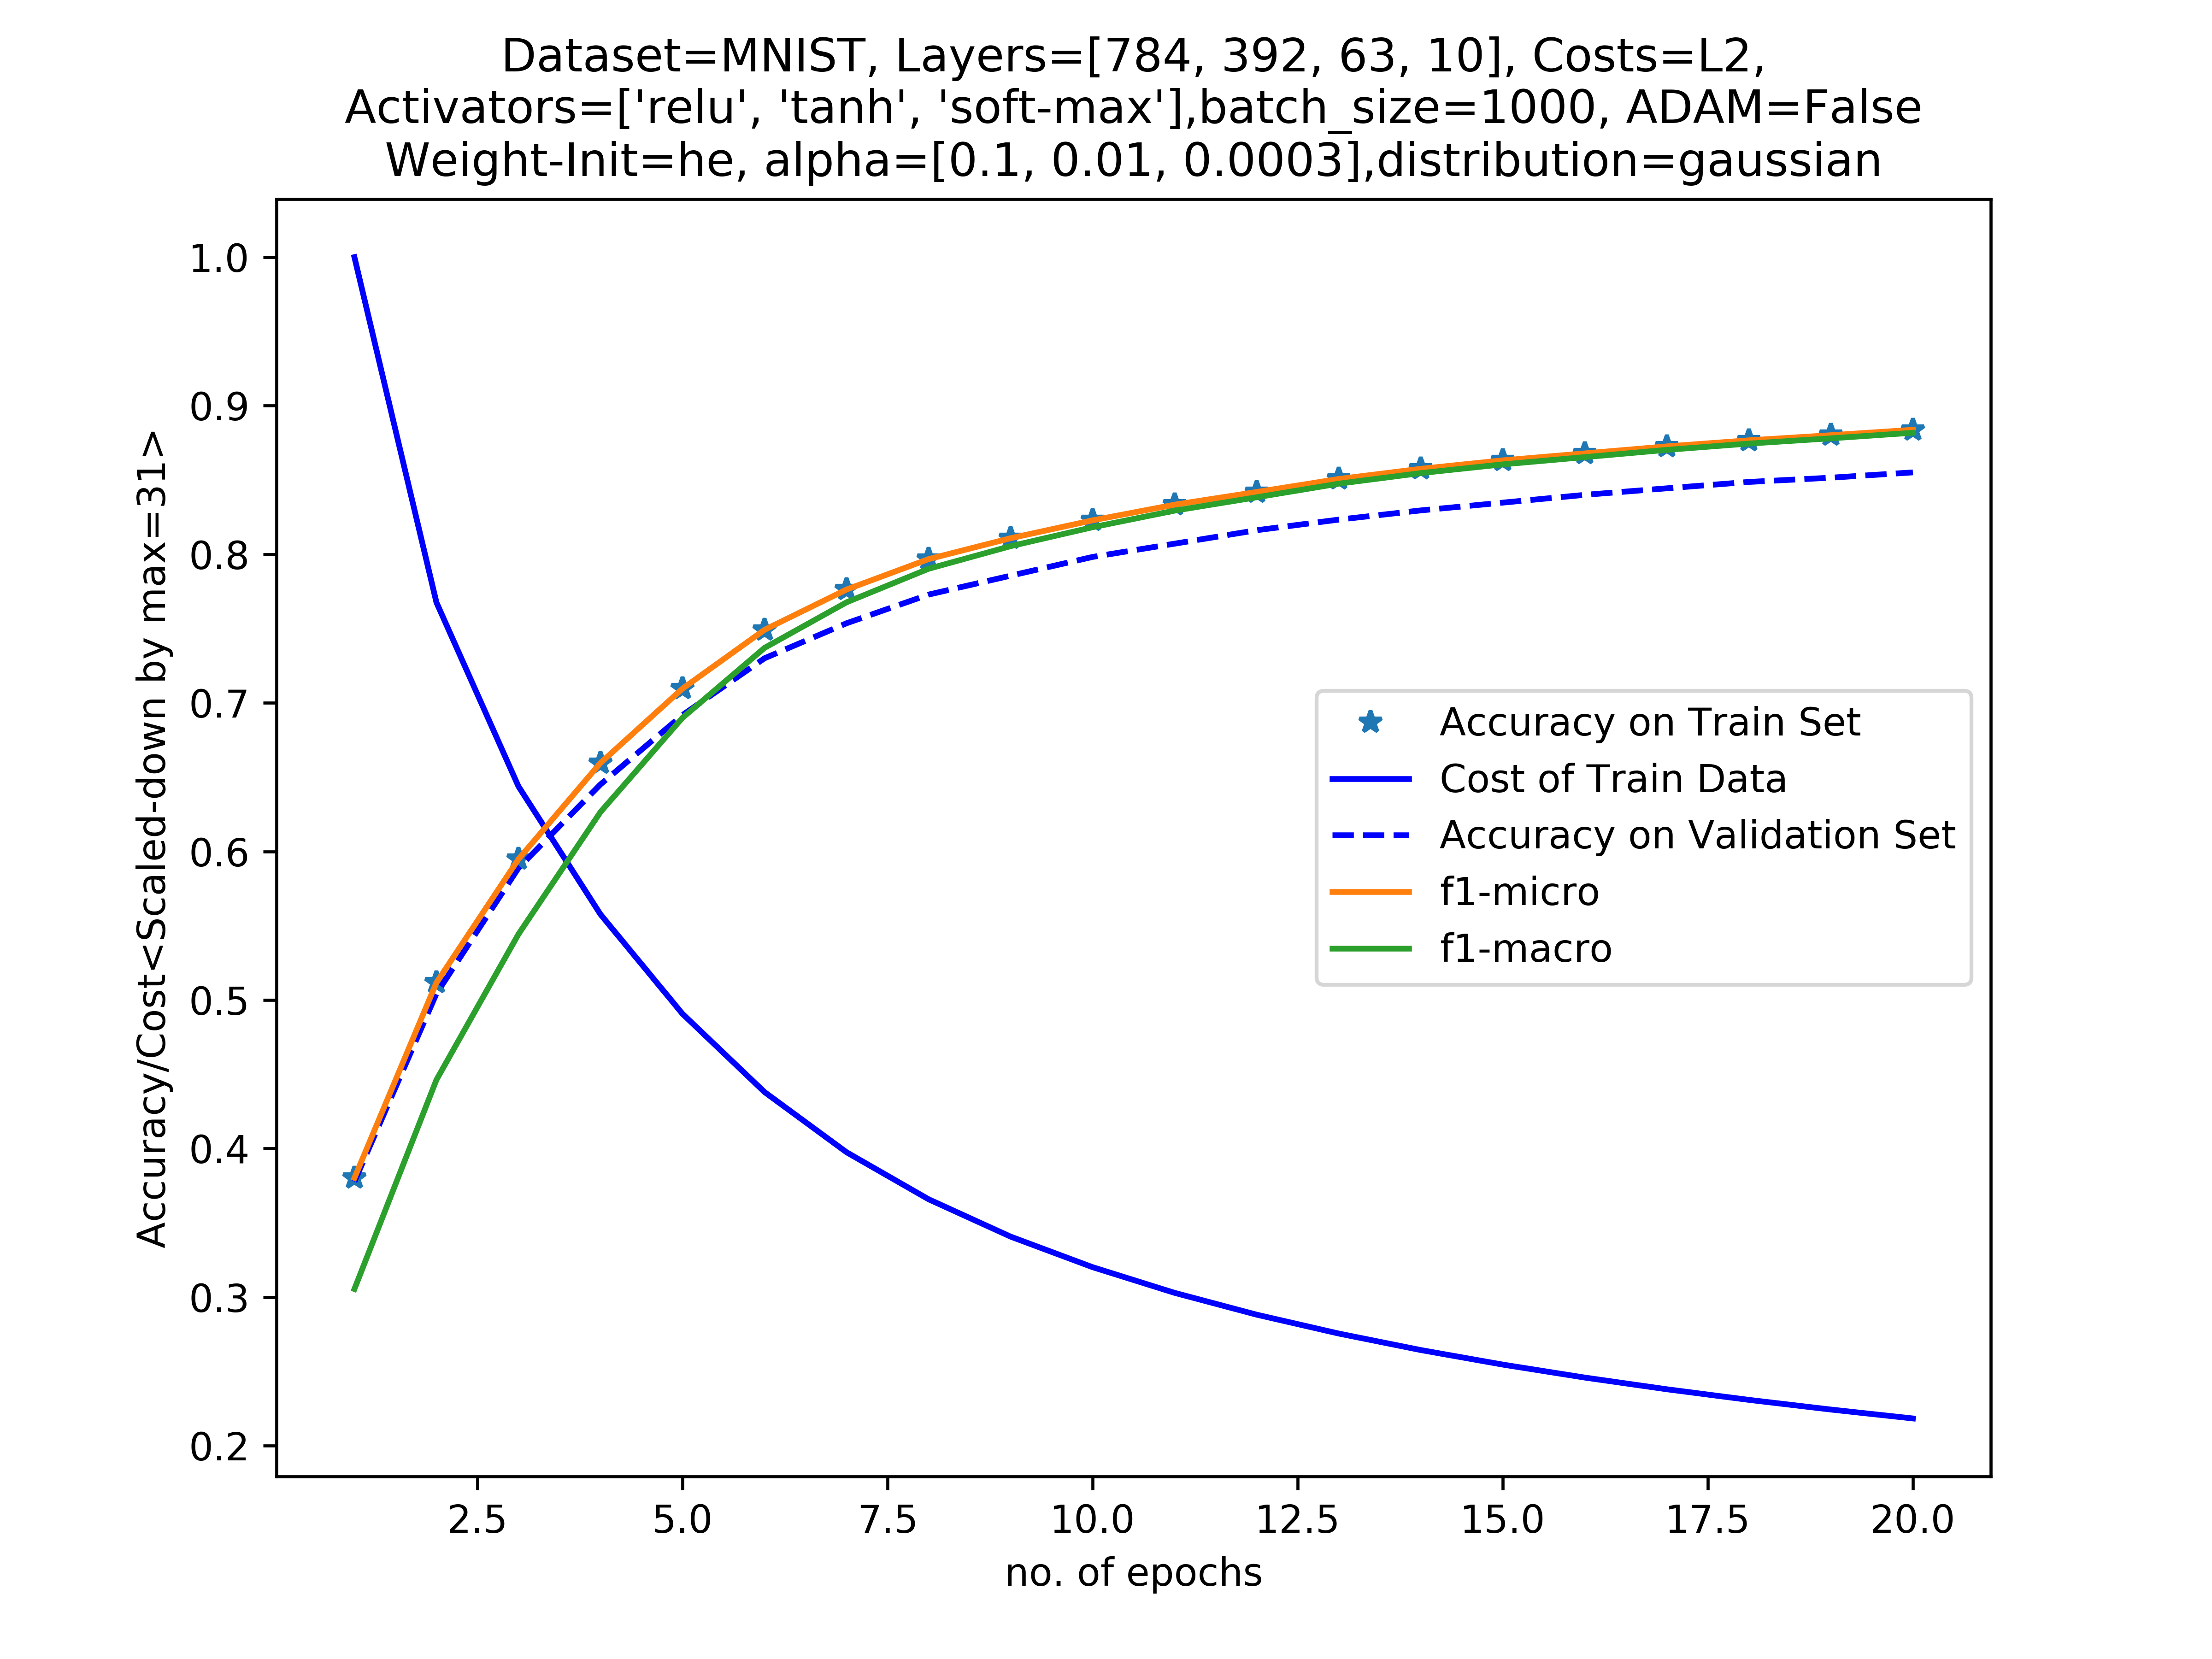 Dataset=MNIST, Layers=[784, 392, 63, 10], Costs=L2,
Activators=['relu', 'tanh', 'soft-max'],batch_size=1000, ADAM=False
Weight-Init=he, alpha=[0.1, 0.01, 0.0003],distribution=gaussian
Accuracy/Cost<Scaled-down by max=31>
1.0
0.9
0.8
0.7
0.6
0.5
0.4
0.3
0.2
Accuracy on Train Set
Cost of Train Data
Accuracy on Validation Set
f1-micro
f1-macro
2.5 5.0 7.5 10.0 12.5 15.0 17.5 20.0
no. of epochs